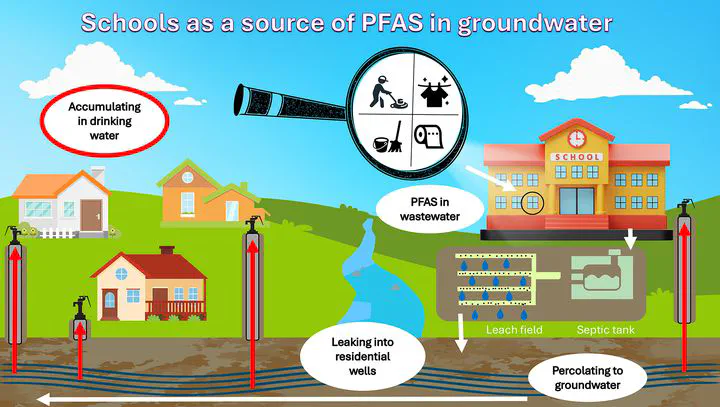 Schools as a source of PFAS in groundwater
Accumulating
in drinking
water
SCHOOL
PFAS in
wastewater
Leach field
Septic tank
Leaking into
residential
wells
Percolating to
groundwater